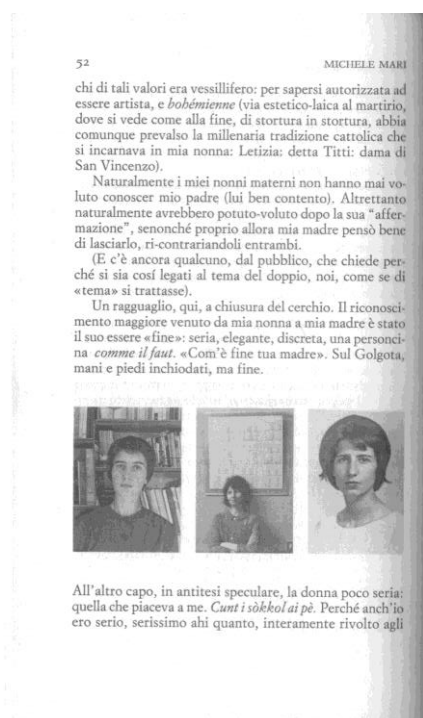 52
MICHELE MARI
chi di tali valori era vessillifero: per sapersi autorizzata ad
essere artista, e bohémienne (via estetico-laica al martirio,
dove si vede come alla fine, di stortura in stortura, abbia
comunque prevalso la millenaria tradizione cattolica che
si incarnava in mia nonna: Letizia: detta Titti: dama di
San Vincenzo).
Naturalmente i miei nonni materni non hanno mai vo-
luto conoscer mio padre (lui ben contento). Altrettanto
naturalmente avrebbero potuto-voluto dopo la sua “affer-
mazione”, senonché proprio allora mia madre pensò bene
di lasciarlo, ri-contrariandoli entrambi.
(E c’è ancora qualcuno, dal pubblico, che chiede per-
ché si sia cosí legati al tema del doppio, noi, come se di
«tema» si trattasse).
Un ragguaglio, qui, a chiusura del cerchio. Il riconosci-
mento maggiore venuto da mia nonna a mia madre è stato
il suo essere «fine»: seria, elegante, discreta, una personci-
na comme il faut. «Com’è fine tua madre». Sul Golgota,
mani e piedi inchiodati, ma fine.
All’altro capo, in antitesi speculare, la donna poco seria:
quella che piaceva a me. Cunt i sòkkol ai pè. Perché anch’io
ero serio, serissimo ahi quanto, interamente rivolto agli